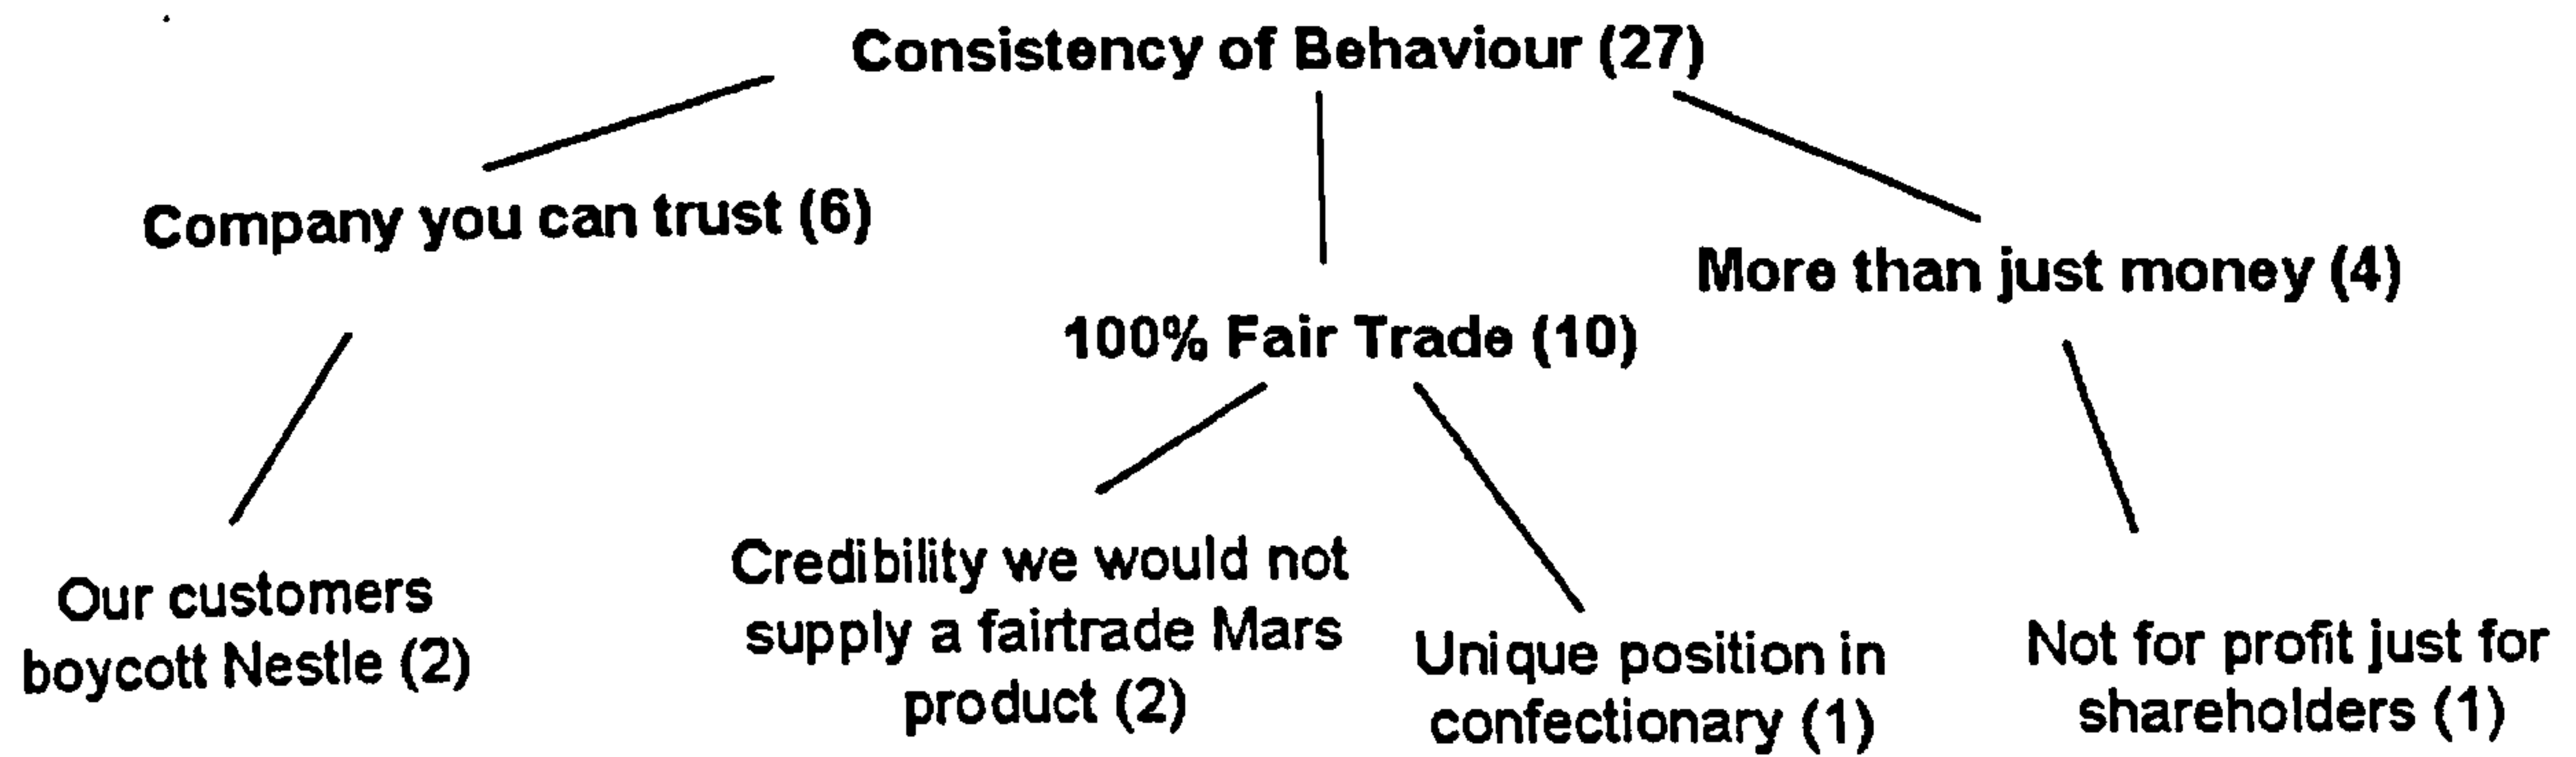 Consistency of Behaviour (27)
Company you can trust (6)
More than just money (4)
100% Fair Trade (10)
Our customers
boycott Nestle (2)
Credibility we would not
supply a fairtrade Mars
product (2)
Unique position in
confectionary (1)
Not for profit just for
shareholders (1)